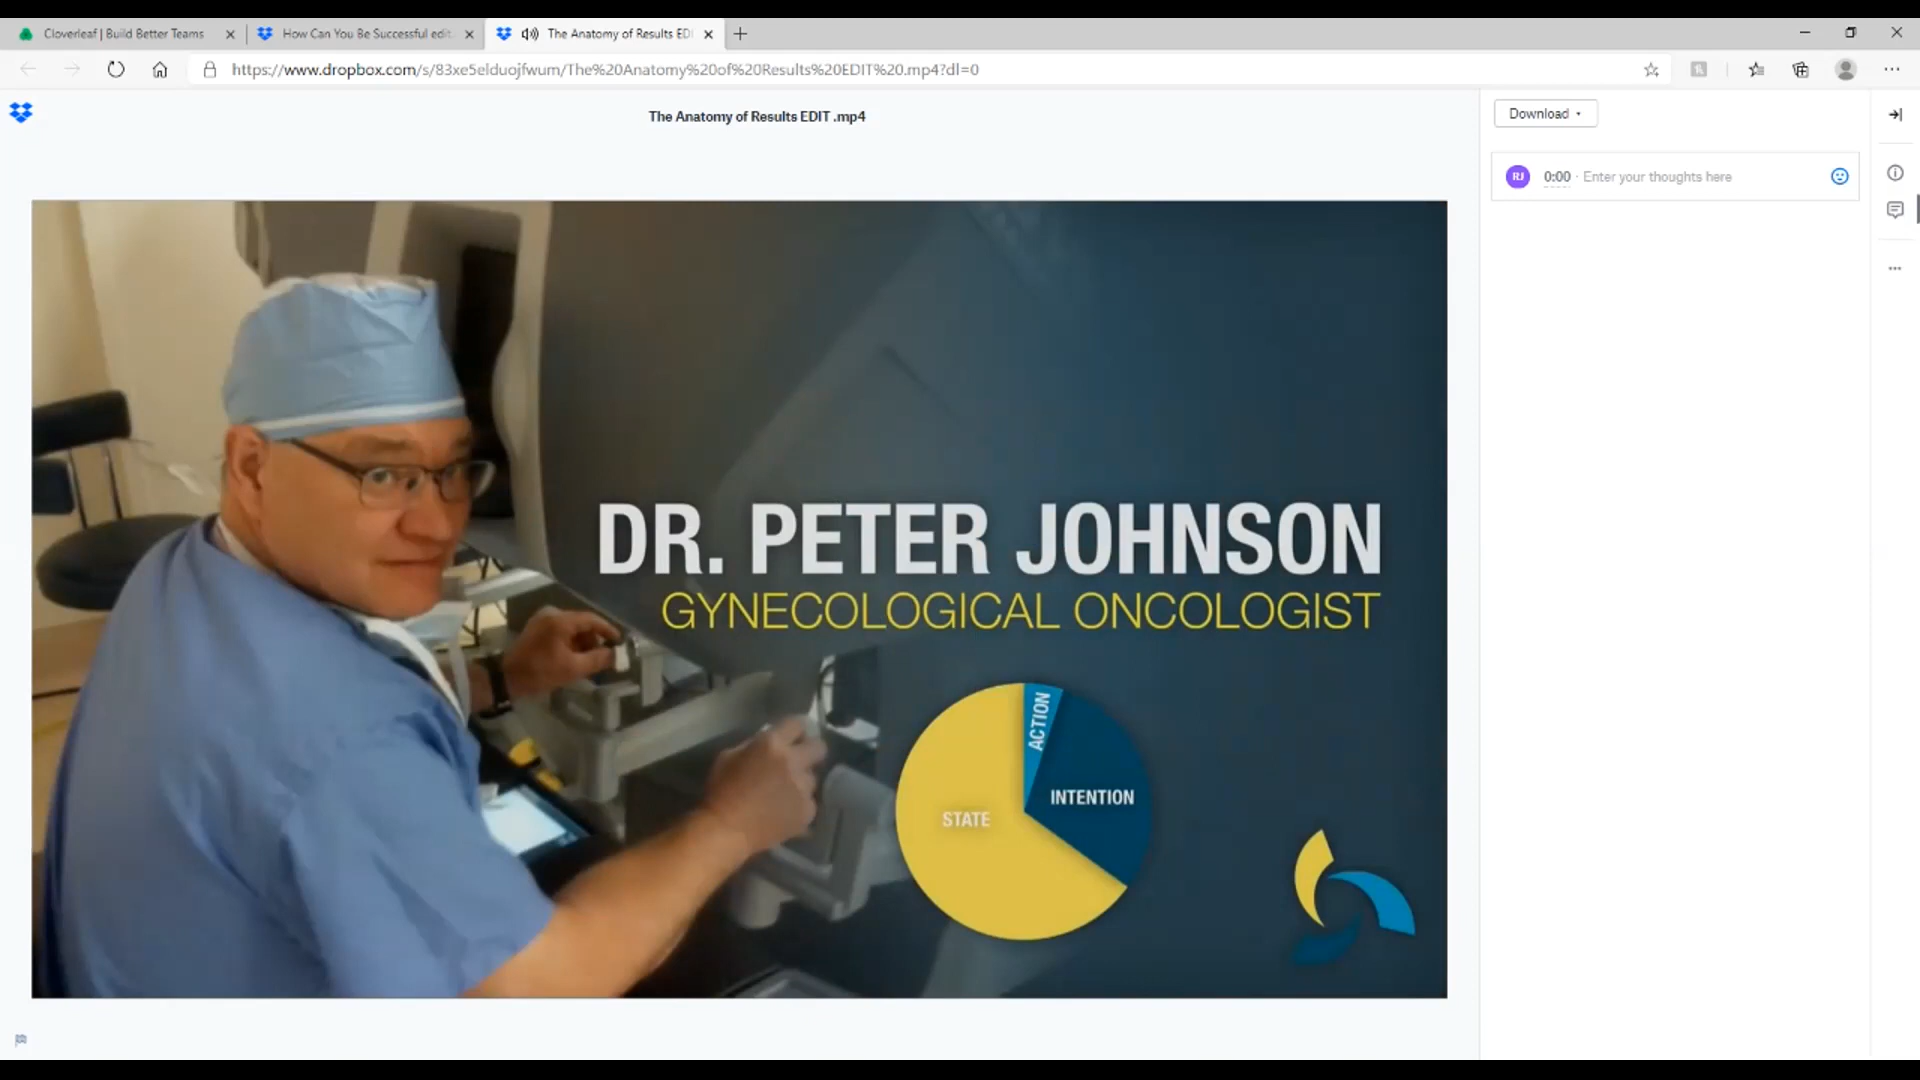 Cloverleaf | Build Better Teams
How Can You Be Successful edit
The Anatomy of Results EDI
https://www.dropbox.com/s/83xe5elduojfwum/The%20Anatomy%20of%20Results%20EDIT%20.mp4?dl=0
The Anatomy of Results EDIT .mp4
Download
RJ 0:00 · Enter your thoughts here
DR. PETER JOHNSON
GYNECOLOGICAL ONCOLOGIST
ACTION
INTENTION
STATE